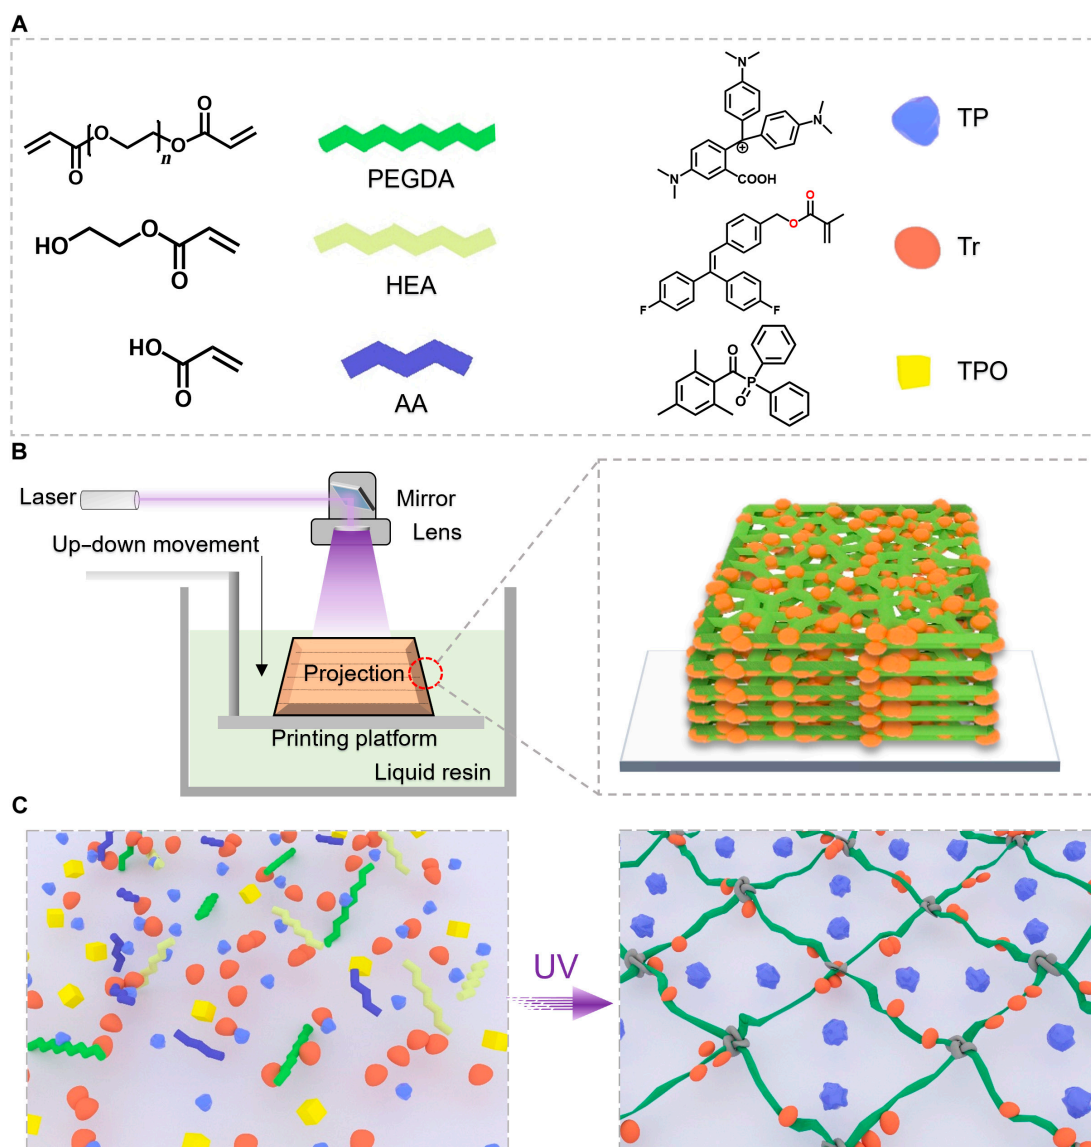 A
O
O
O
O
n
PEGDA
HO
O
O
HEA
HO
O
AA
N
N
N
+
COOH
TP
O
O
F
F
Tr
O
P
O
TPO
B
Laser
Mirror
Lens
Up–down movement
Projection
Printing platform
Liquid resin
C
UV